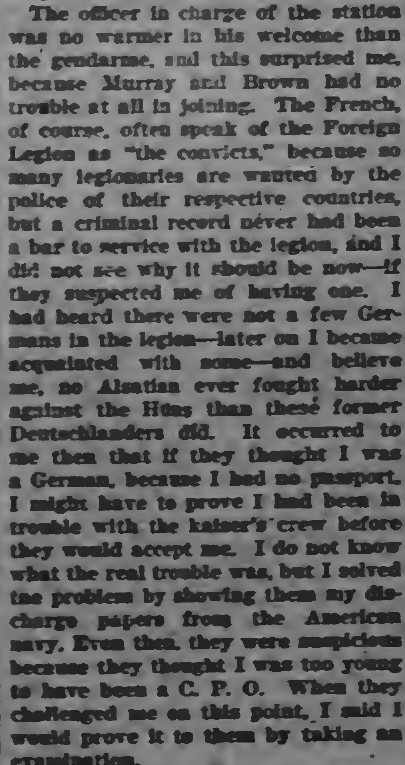 The officer in charge of the station
was no warmer in his welcome than
the gendarme, and this surprised me,
because Murray and Brown had no
trouble at all in joining. The French,
of course, often speak of the Foreign
Legion as "the convicts," because so
many legionaries are wanted by the
police of their respective countries,
but a criminal record never had been
a bar to service with the legion, and I
did not see why it should be now—if
they suspected me of having one. I
had heard there were not a few Ger-
mans in the legion—later on I became
acquainted with some—and believe
me, no Alsatian ever fought harder
against the Huns than these former
Deutschlanders did. It occurred to
me then that if they thought I was
a German, because I had no passport,
I might have to prove I had been in
trouble with the kaiser's crew before
they would accept me. I do not know
what the real trouble was, but I solved
the problem by showing them my dis-
charge papers from the American
navy. Even then, they were suspicious
because they thought I was too young
to have been a C. P. O. When they
challenged me on this point, I said I
would prove it to them by taking an
examination.